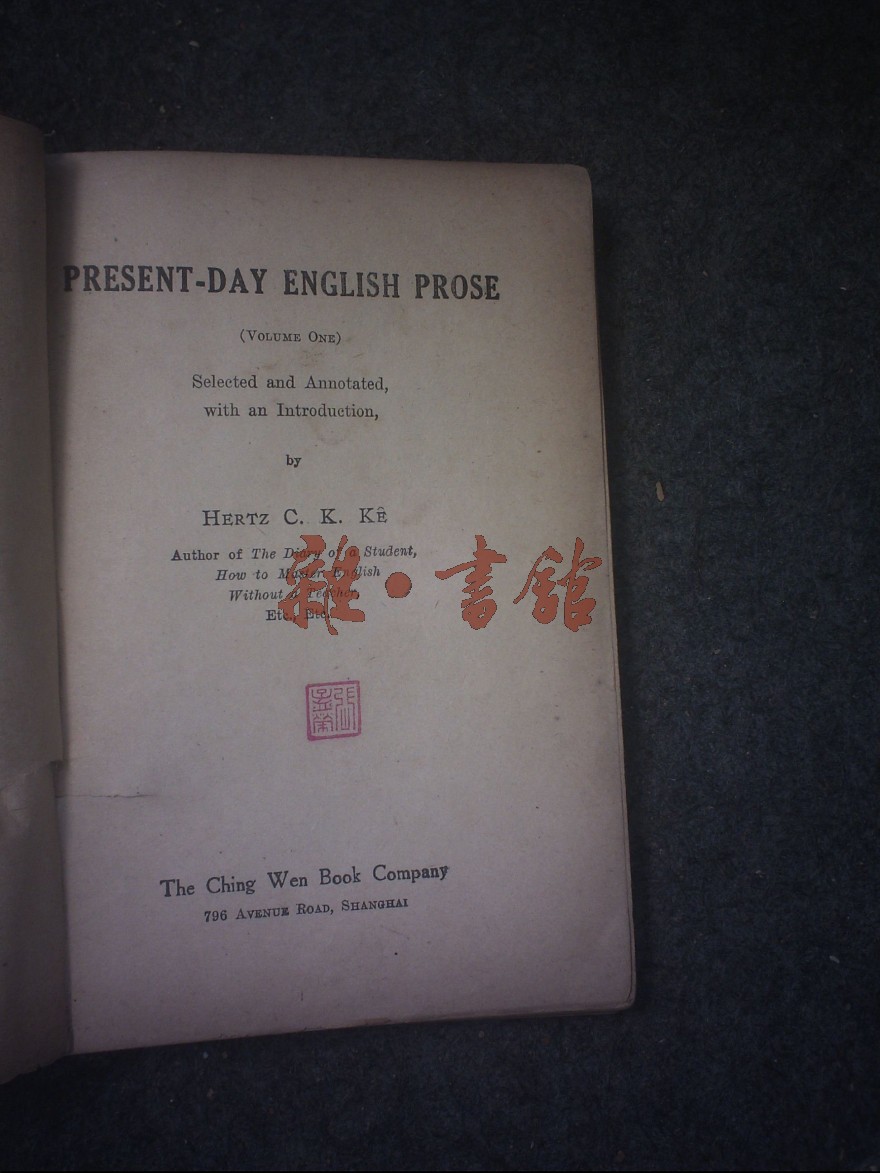 PRESENT-DAY ENGLISH PROSE
(VOLUME ONE)
Selected and Annotated,
with an Introduction,
by
HERTZ C. K. KÊ
Author of The Diary of a Student,
How to Master English
Without a Teacher,
Etc., Etc.
雜·書館
The Ching Wen Book Company
796 AVENUE ROAD, SHANGHAI